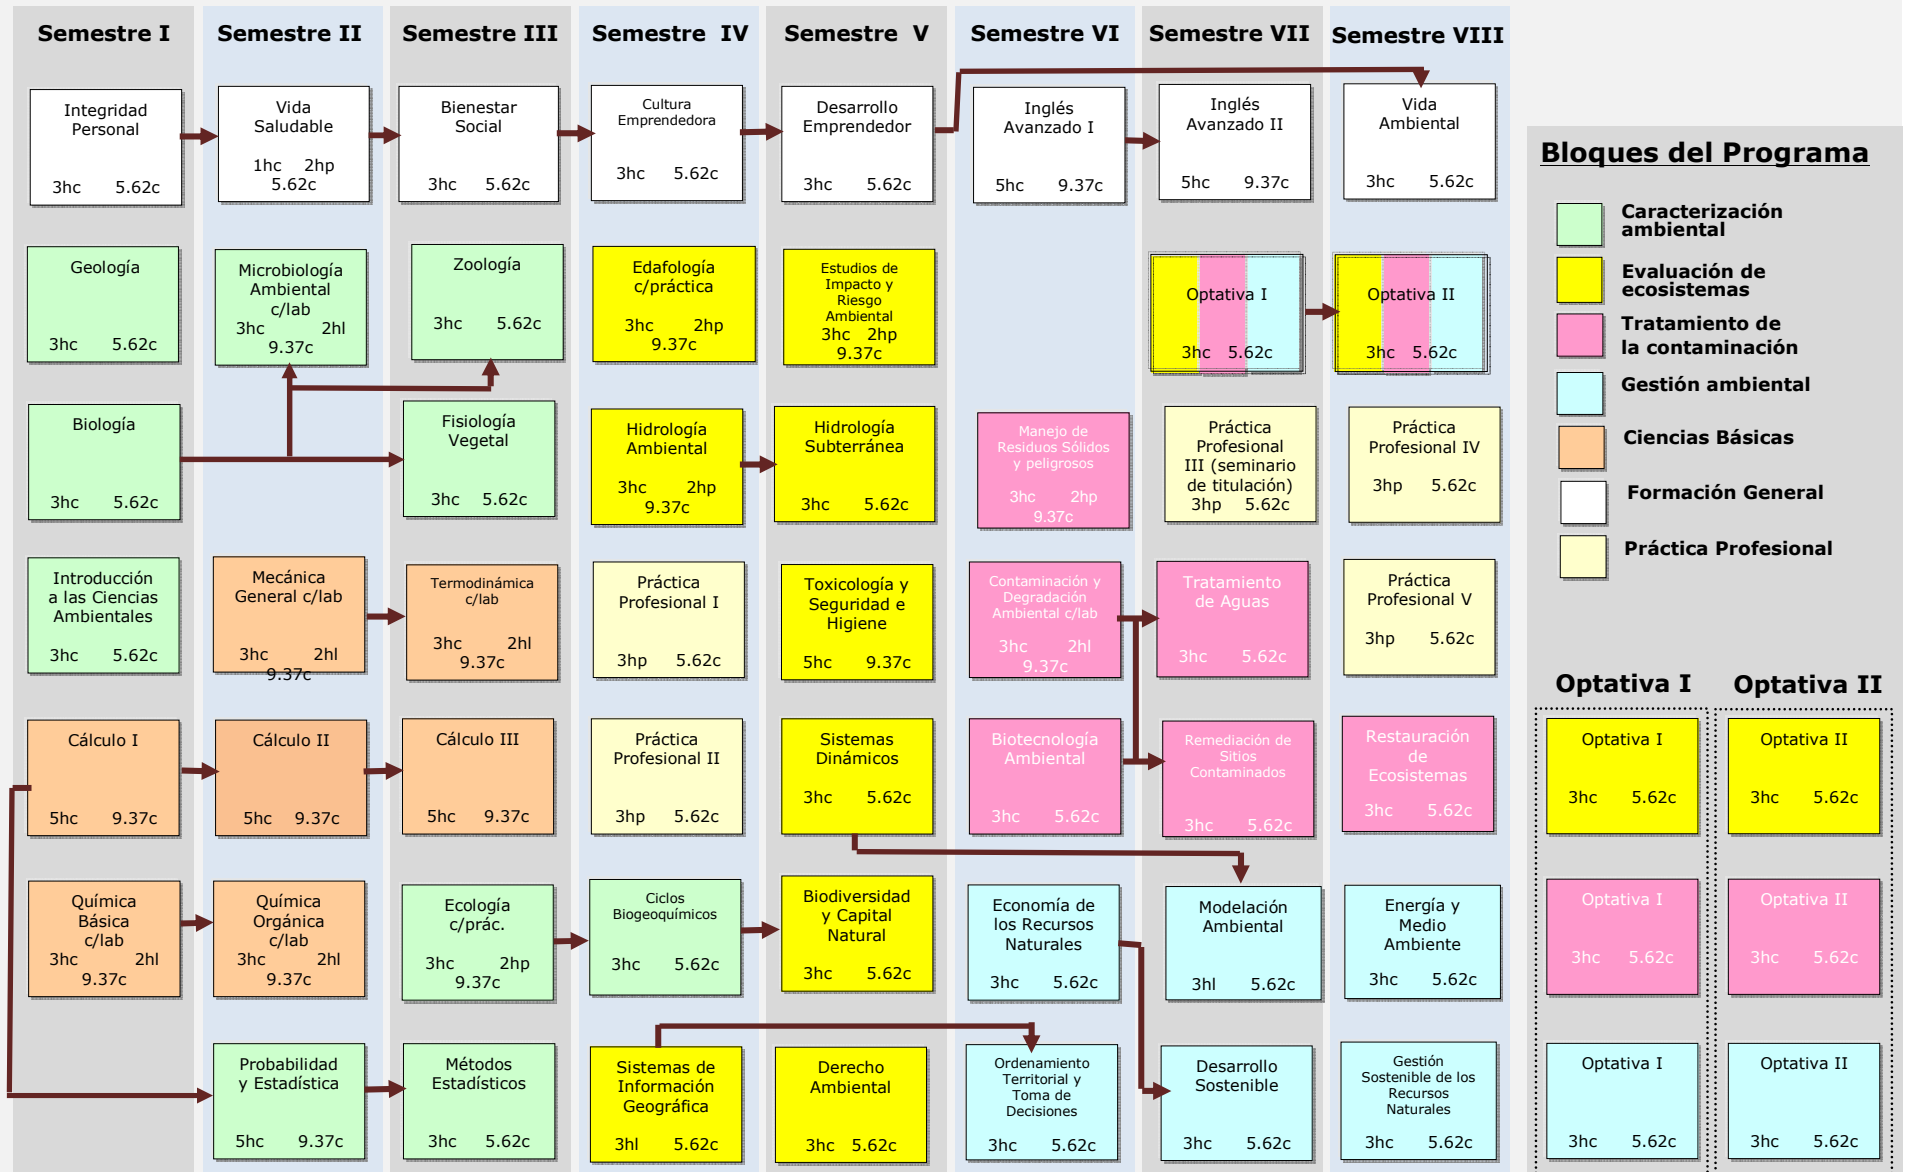 Semestre I
Semestre II
Semestre III
Semestre IV
Semestre V
Semestre VI
Semestre VII
Semestre VIII
Integridad
Personal
3hc 5.62c
Vida
Saludable
1hc 2hp
5.62c
Bienestar
Social
3hc 5.62c
Cultura
Emprendedora
3hc 5.62c
Desarrollo
Emprendedor
3hc 5.62c
Inglés
Avanzado I
5hc 9.37c
Inglés
Avanzado II
5hc 9.37c
Vida
Ambiental
3hc 5.62c
Geología
3hc 5.62c
Microbiología
Ambiental
c/lab
3hc 2hl
9.37c
Zoología
3hc 5.62c
Edafología
c/práctica
3hc 2hp
9.37c
Estudios de
Impacto y
Riesgo
Ambiental
3hc 2hp
9.37c
Optativa I
3hc 5.62c
Optativa II
3hc 5.62c
Biología
3hc 5.62c
Fisiología
Vegetal
3hc 5.62c
Hidrología
Ambiental
3hc 2hp
9.37c
Hidrología
Subterránea
3hc 5.62c
Manejo de
Residuos Sólidos
y peligrosos
3hc 2hp
9.37c
Práctica
Profesional
III (seminario
de titulación)
3hp 5.62c
Práctica
Profesional IV
3hp 5.62c
Introducción
a las Ciencias
Ambientales
3hc 5.62c
Mecánica
General c/lab
3hc 2hl
9.37c
Termodinámica
c/lab
3hc 2hl
9.37c
Práctica
Profesional I
3hp 5.62c
Toxicología y
Seguridad e
Higiene
5hc 9.37c
Contaminación y
Degradación
Ambiental c/lab
3hc 2hl
9.37c
Tratamiento
de Aguas
3hc 5.62c
Práctica
Profesional V
3hp 5.62c
Cálculo I
5hc 9.37c
Cálculo II
5hc 9.37c
Cálculo III
5hc 9.37c
Práctica
Profesional II
3hp 5.62c
Sistemas
Dinámicos
3hc 5.62c
Biotecnología
Ambiental
3hc 5.62c
Remediación de
Sitios
Contaminados
3hc 5.62c
Restauración
de
Ecosistemas
3hc 5.62c
Química
Básica
c/lab
3hc 2hl
9.37c
Química
Orgánica
c/lab
3hc 2hl
9.37c
Ecología
c/prác.
3hc 2hp
9.37c
Ciclos
Biogeoquímicos
3hc 5.62c
Biodiversidad
y Capital
Natural
3hc 5.62c
Economía de
los Recursos
Naturales
3hc 5.62c
Modelación
Ambiental
3hl 5.62c
Energía y
Medio
Ambiente
3hc 5.62c
Probabilidad
y Estadística
5hc 9.37c
Métodos
Estadísticos
3hc 5.62c
Sistemas de
Información
Geográfica
3hl 5.62c
Derecho
Ambiental
3hc 5.62c
Ordenamiento
Territorial y
Toma de
Decisiones
3hc 5.62c
Desarrollo
Sostenible
3hc 5.62c
Gestión
Sostenible de los
Recursos
Naturales
3hc 5.62c
Bloques del Programa
Caracterización
ambiental
Evaluación de
ecosistemas
Tratamiento de
la contaminación
Gestión ambiental
Ciencias Básicas
Formación General
Práctica Profesional
Optativa I
Optativa II
Optativa I
3hc 5.62c
Optativa II
3hc 5.62c
Optativa I
3hc 5.62c
Optativa II
3hc 5.62c
Optativa I
3hc 5.62c
Optativa II
3hc 5.62c